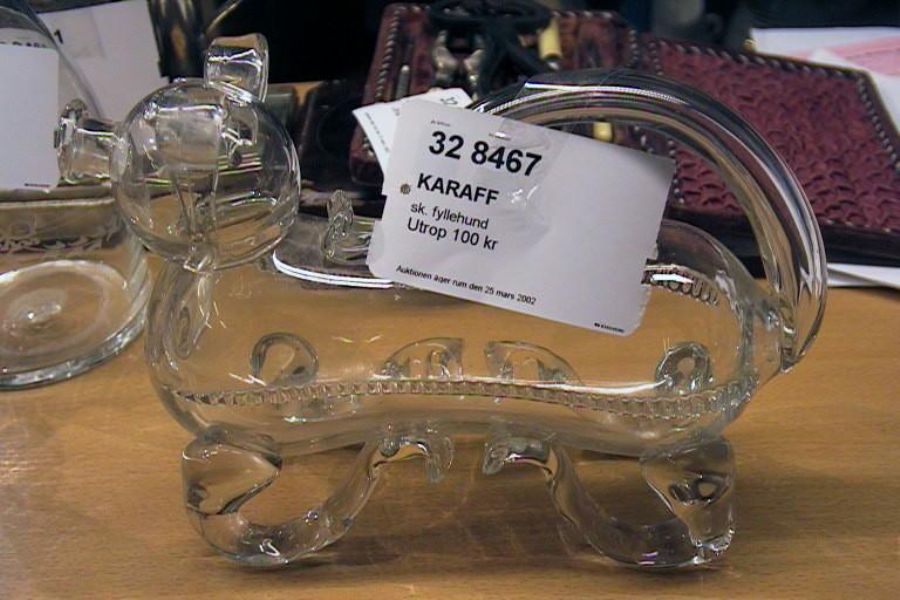 32 8467
KARAFF
sk. fyllehund
Utrop 100 kr
Auktionen äger rum den 25 mars 2002